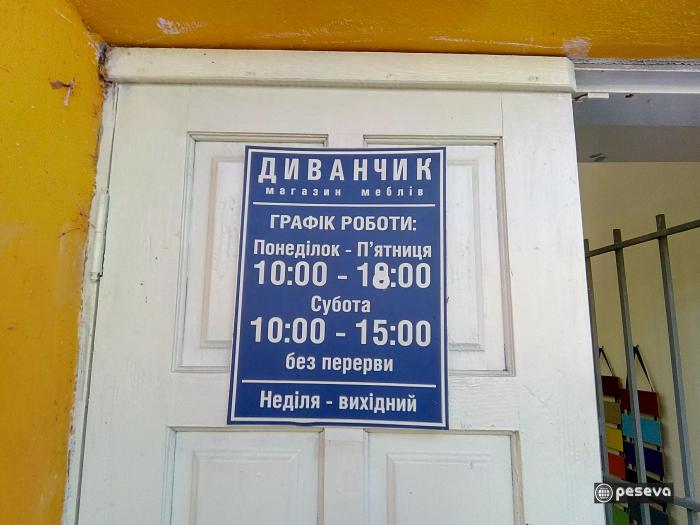 ДИВАНЧИК
магазин меблів
ГРАФІК РОБОТИ:
Понеділок - П'ятниця
10:00 - 18:00
Субота
10:00 - 15:00
без перерви
Неділя - вихідний
peseva